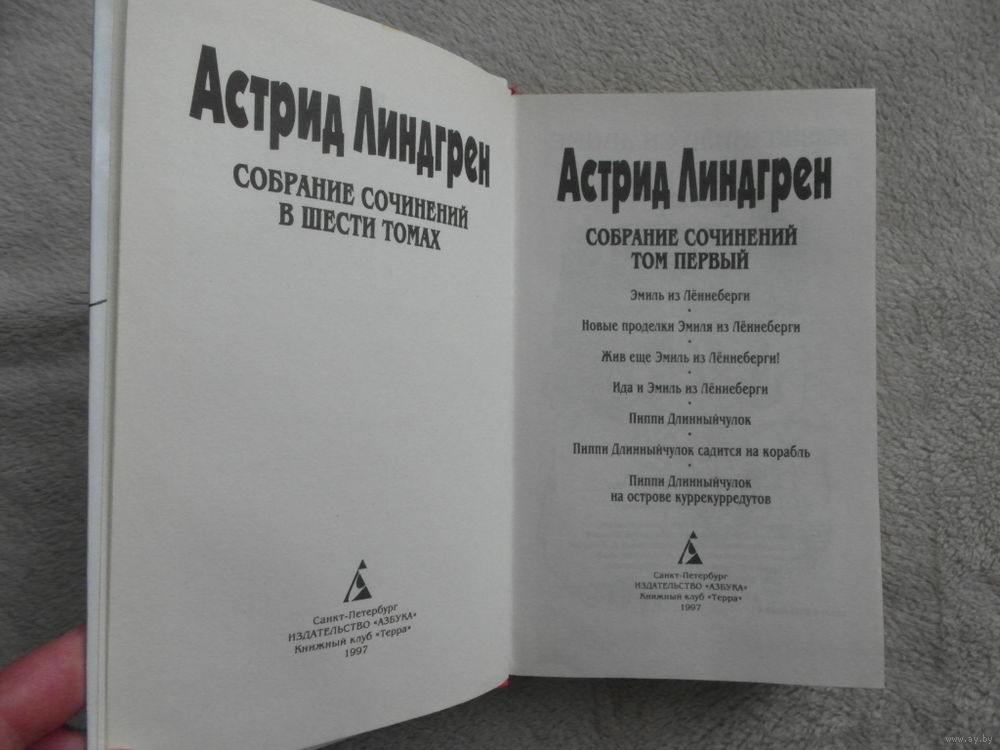 Астрид Линдгрен
СОБРАНИЕ СОЧИНЕНИЙ
В ШЕСТИ ТОМАХ
Санкт-Петербург
ИЗДАТЕЛЬСТВО «АЗБУКА»
Книжный клуб «Терра»
1997
Астрид Линдгрен
СОБРАНИЕ СОЧИНЕНИЙ
ТОМ ПЕРВЫЙ
Эмиль из Лённеберги
•
Новые проделки Эмиля из Лённеберги
•
Жив еще Эмиль из Лённеберги!
•
Ида и Эмиль из Лённеберги
•
Пиппи Длинныйчулок
•
Пиппи Длинныйчулок садится на корабль
•
Пиппи Длинныйчулок
на острове куррекурредутов
Санкт-Петербург
ИЗДАТЕЛЬСТВО «АЗБУКА»
Книжный клуб «Терра»
1997
www.ay.by